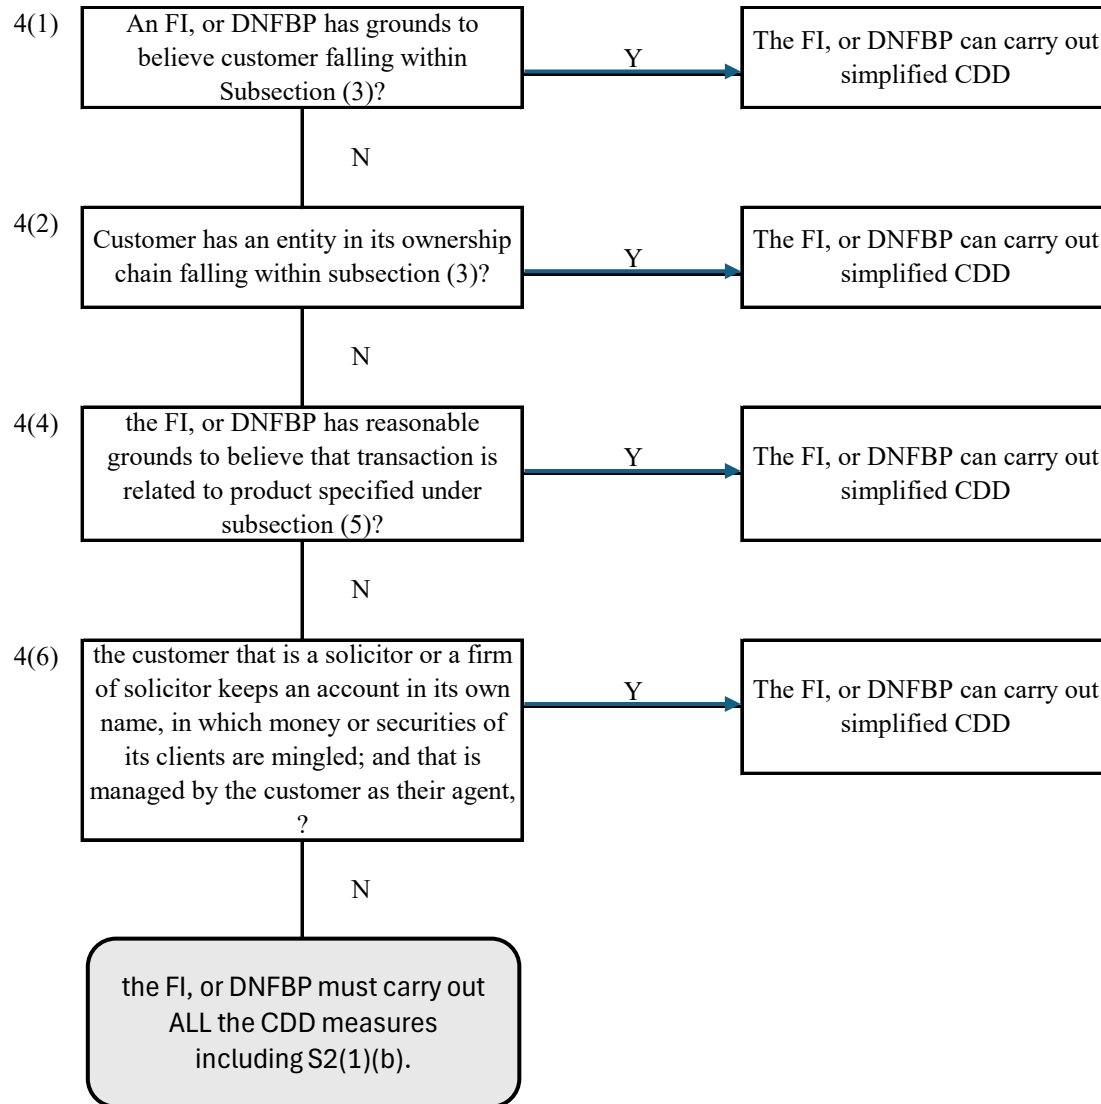 4(1)
An FI, or DNFBP has grounds to
believe customer falling within
Subsection (3)?
Y
The FI, or DNFBP can carry out
simplified CDD
N
4(2)
Customer has an entity in its ownership
chain falling within subsection (3)?
Y
The FI, or DNFBP can carry out
simplified CDD
N
4(4)
the FI, or DNFBP has reasonable
grounds to believe that transaction is
related to product specified under
subsection (5)?
Y
The FI, or DNFBP can carry out
simplified CDD
N
4(6)
the customer that is a solicitor or a firm
of solicitor keeps an account in its own
name, in which money or securities of
its clients are mingled; and that is
managed by the customer as their agent,
?
Y
The FI, or DNFBP can carry out
simplified CDD
N
the FI, or DNFBP must carry out
ALL the CDD measures
including S2(1)(b).